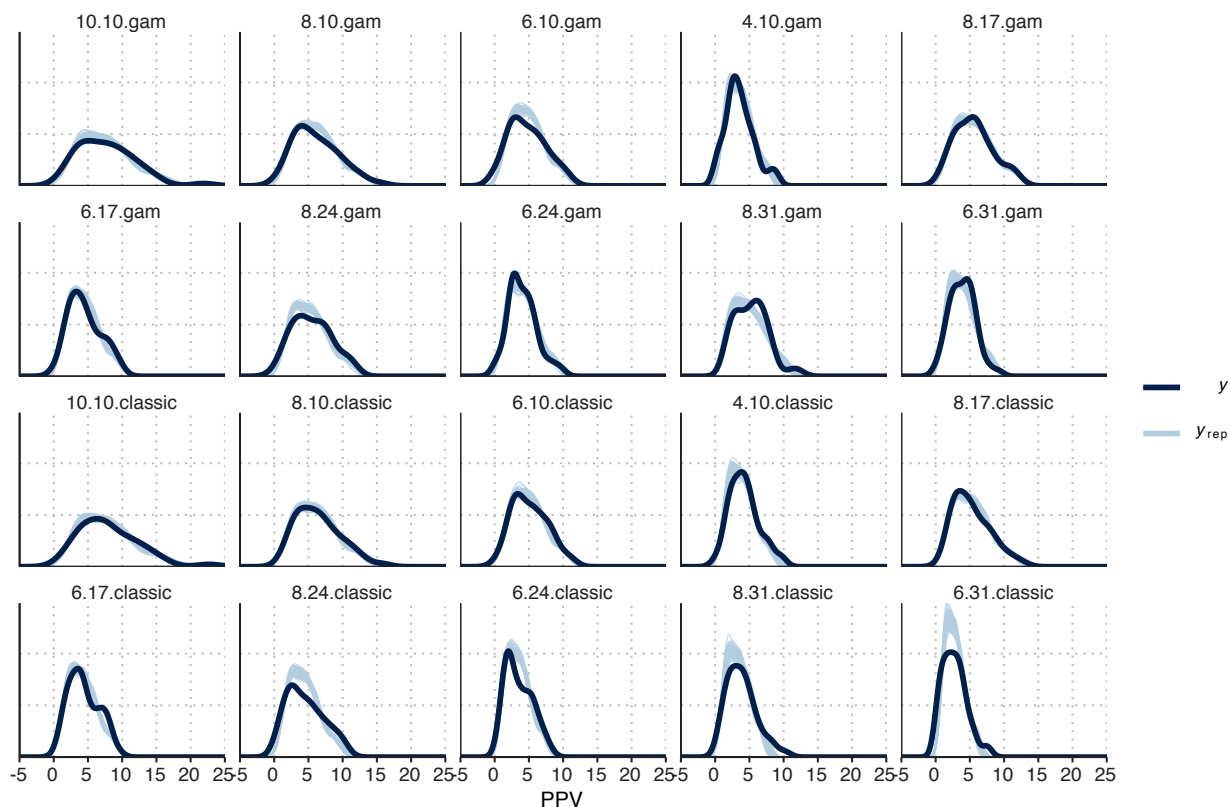 10.10.gam 8.10.gam 6.10.gam 4.10.gam 8.17.gam
6.17.gam 8.24.gam 6.24.gam 8.31.gam 6.31.gam
10.10.classic 8.10.classic 6.10.classic 4.10.classic 8.17.classic
6.17.classic 8.24.classic 6.24.classic 8.31.classic 6.31.classic
y
y rep
-5 0 5 10 15 20 25 -5 0 5 10 15 20 25 -5 0 5 10 15 20 25 -5 0 5 10 15 20 25 -5 0 5 10 15 20 25
PPV